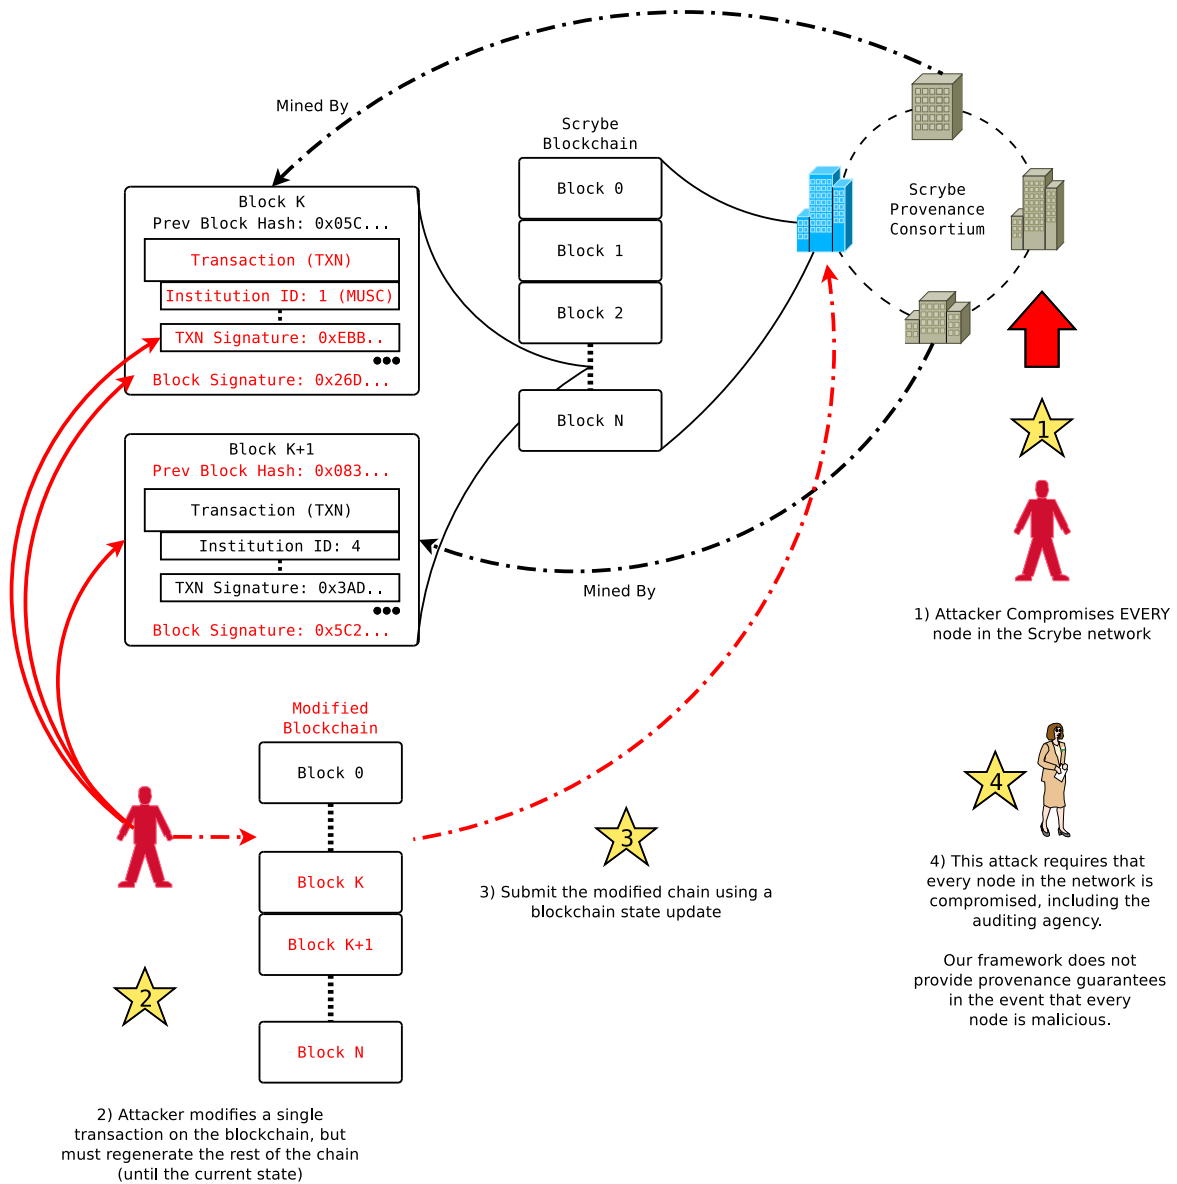 Mined By
Scrybe
Blockchain
Block 0
Block 1
Block 2
Block N
Scrybe
Provenance
Consortium
Block K
Prev Block Hash: 0x05C...
Transaction (TXN)
Institution ID: 1 (MUSC)
TXN Signature: 0xEBB..
Block Signature: 0x26D...
Block K+1
Prev Block Hash: 0x083...
Transaction (TXN)
Institution ID: 4
TXN Signature: 0x3AD..
Block Signature: 0x5C2...
Mined By
1
1) Attacker Compromises EVERY
node in the Scrybe network
Modified
Blockchain
Block 0
Block K
Block K+1
Block N
2
2) Attacker modifies a single
transaction on the blockchain, but
must regenerate the rest of the chain
(until the current state)
3
3) Submit the modified chain using a
blockchain state update
4
4) This attack requires that
every node in the network is
compromised, including the
auditing agency.
Our framework does not
provide provenance guarantees
in the event that every
node is malicious.